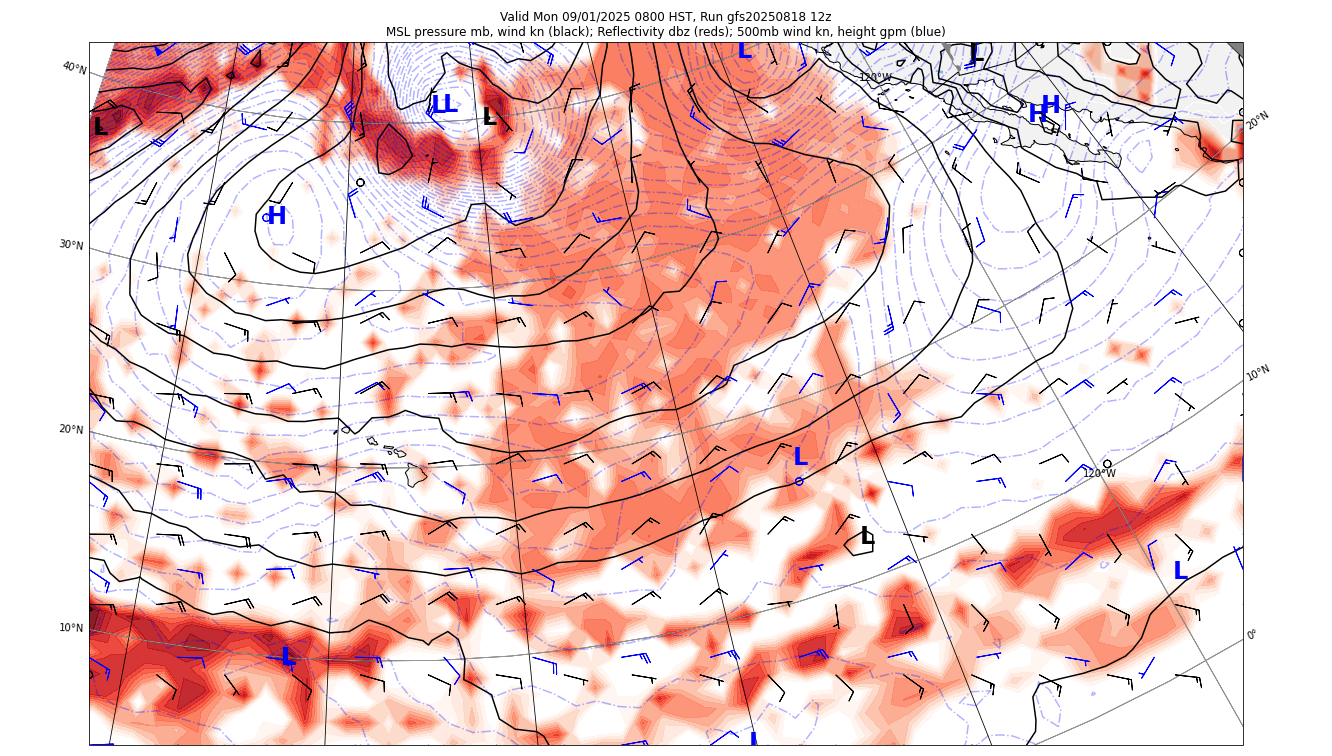 Valid Mon 09/01/2025 0800 HST, Run gfs20250818 12z
MSL pressure mb, wind kn (black); Reflectivity dbz (reds); 500mb wind kn, height gpm (blue)
L
L
40°N
120°W
L L
H
H
L
L
20°N
H
30°N
10°N
20°N
L
120°W
L
L
10°N
0°
L
L